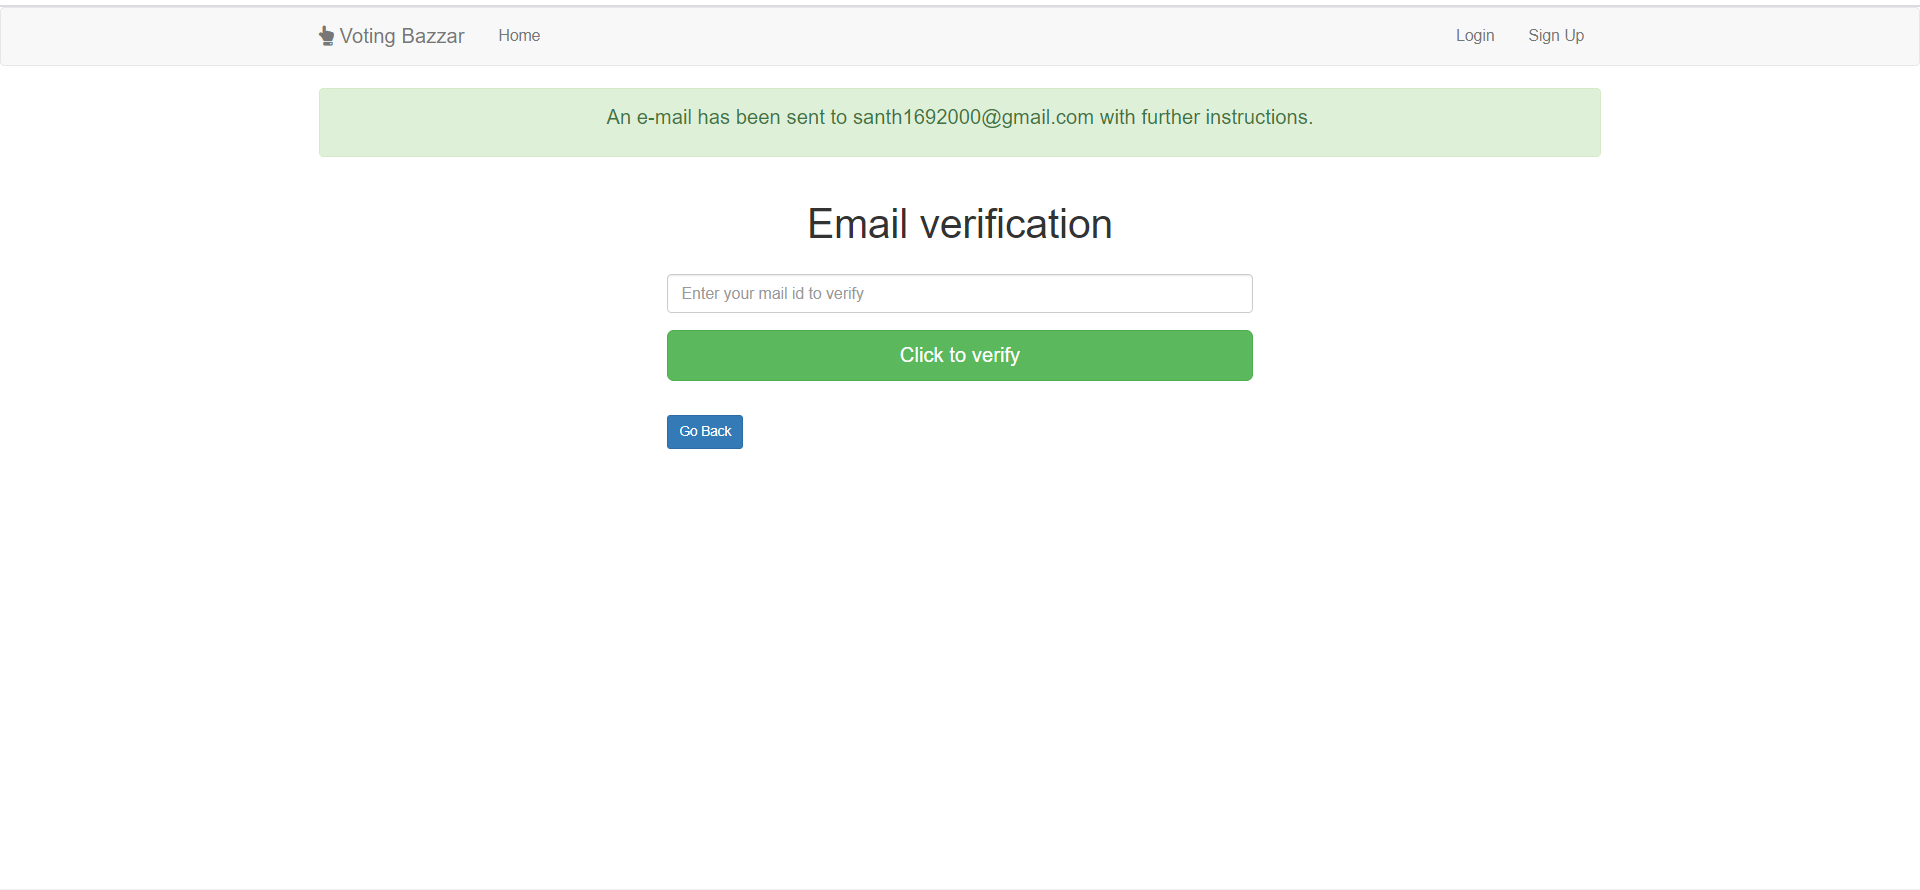 Voting Bazzar Home Login Sign Up
An e-mail has been sent to santh1692000@gmail.com with further instructions.
Email verification
Enter your mail id to verify
Click to verify
Go Back